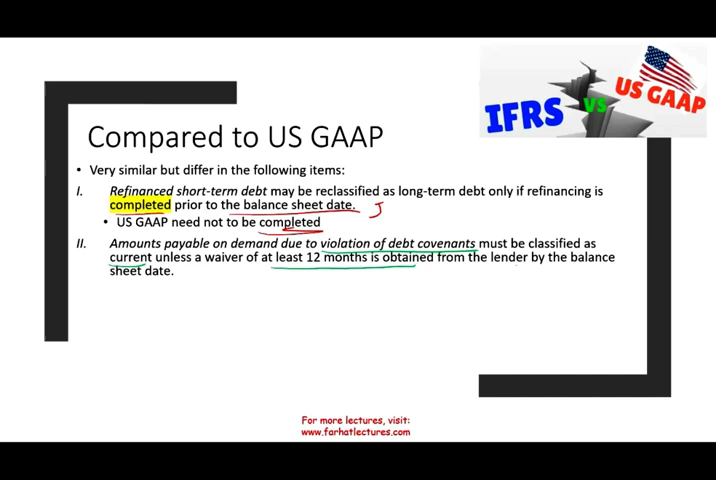 IFRS
VS
US GAAP
Compared to US GAAP
• Very similar but differ in the following items:
I. Refinanced short-term debt may be reclassified as long-term debt only if refinancing is
completed prior to the balance sheet date.
• US GAAP need not to be completed
II. Amounts payable on demand due to violation of debt covenants must be classified as
current unless a waiver of at least 12 months is obtained from the lender by the balance
sheet date.
For more lectures, visit:
www.farhatlectures.com